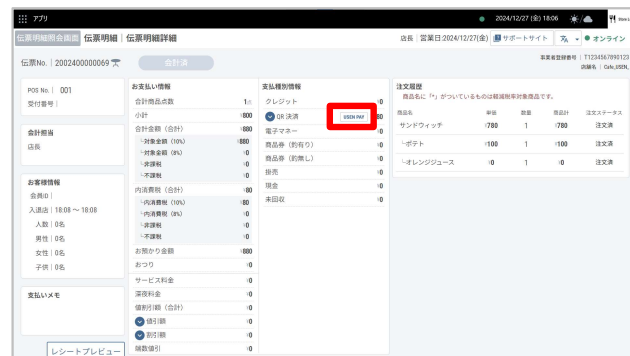 アプリ
2024/12/27 (金) 18:06
伝票明細照会画面 伝票明細 | 伝票明細詳細
店長 | 営業日:2024/12/27(金) サポートサイト オンライン
伝票No. | 2002400000069
会計済
事業者登録番号 | T1234567890123
店舗名 | Cafe_USEN_
POS No. | 001
受付番号 |
会計担当
店長
お客様情報
会員ID |
入退店 | 18:08 ～ 18:08
人数 | 0名
男性 | 0名
女性 | 0名
子供 | 0名
支払いメモ
レシートプレビュー
お支払い情報
合計商品点数 1点
小計 ¥800
合計金額（合計） ¥880
└対象金額（10%） ¥880
└対象金額（8%） ¥0
└非課税 ¥0
└不課税 ¥0
内消費税（合計） ¥80
└内消費税（10%） ¥80
└内消費税（8%） ¥0
└非課税 ¥0
└不課税 ¥0
お預かり金額 ¥880
おつり ¥0
サービス料金 ¥0
深夜料金 ¥0
値割引額（合計） ¥0
値引額 ¥0
割引額 ¥0
端数値引 ¥0
支払種別情報
クレジット ¥0
QR 決済 USEN PAY 80
電子マネー ¥0
商品券（釣有り） ¥0
商品券（釣無し） ¥0
掛売 ¥0
現金 ¥0
未回収 ¥0
注文履歴
商品名に「*」がついているものは軽減税率対象商品です。
商品名 単価 数量 商品計 注文ステータス
サンドウィッチ ¥780 1 ¥780 注文済
└ポテト ¥100 1 ¥100 注文済
└オレンジジュース ¥0 1 ¥0 注文済